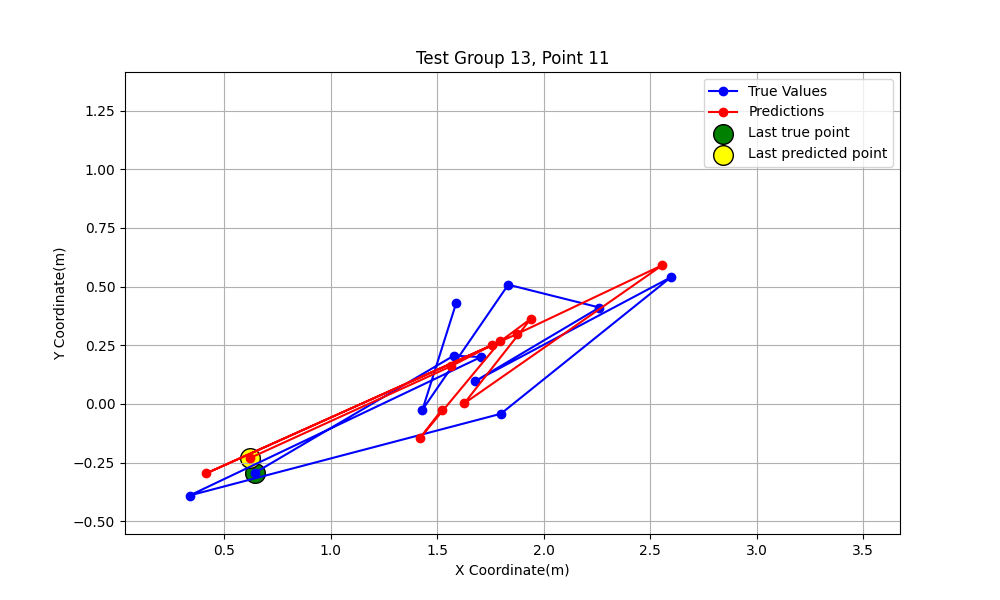 Test Group 13, Point 11
True Values
Predictions
Last true point
Last predicted point
1.25
1.00
0.75
0.50
0.25
0.00
−0.25
−0.50
Y Coordinate(m)
0.5 1.0 1.5 2.0 2.5 3.0 3.5
X Coordinate(m)